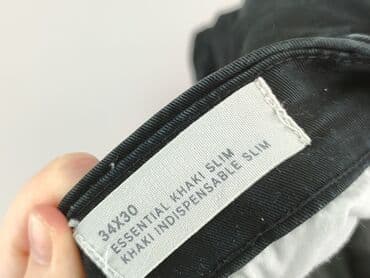 34X30
ESSENTIAL KHAKI SLIM
KHAKI INDISPENSABLE SLIM